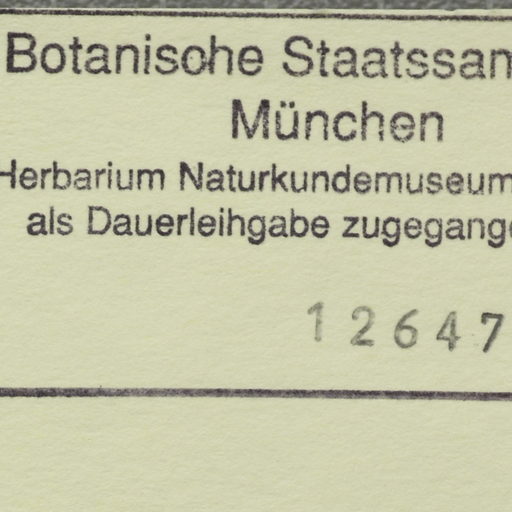 Botanische Staatssam
München
Herbarium Naturkundemuseum
als Dauerleihgabe zugegange
12647